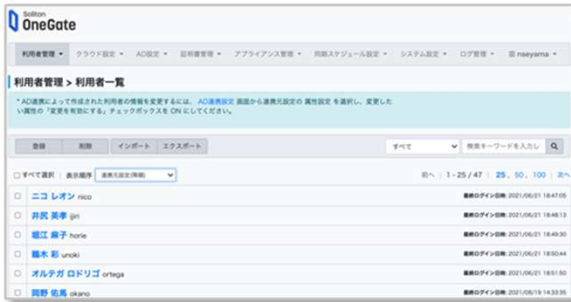 Soliton
OneGate
利用者管理 クラウド設定 AD設定 証明書管理 アプライアンス管理 同期スケジュール設定 システム設定 ログ管理 nseyama
利用者管理 > 利用者一覧
* AD連携によって作成された利用者の情報を変更するには、 AD連携設定 画面から連携元設定の 属性設定 を選択し、変更した
い属性の「変更を有効にする」チェックボックスを ON にしてください。
登録 削除 インポート エクスポート すべて 検索キーワードを入力し
すべて選択 | 表示順序 連携元設定(降順) 前へ | 1 - 25 / 47 | 25, 50, 100 | 次へ
ニコ レオン nico 最終ログイン日時: 2021/06/21 18:47:05
井尻 英孝 ijiri 最終ログイン日時: 2021/06/21 18:48:13
堀江 麻子 horie 最終ログイン日時: 2021/06/21 18:49:30
鵜木 彩 unoki 最終ログイン日時: 2021/06/21 18:50:44
オルテガ ロドリゴ ortega 最終ログイン日時: 2021/06/21 18:51:50
岡野 佑馬 okano 最終ログイン日時: 2021/06/19 14:33:35